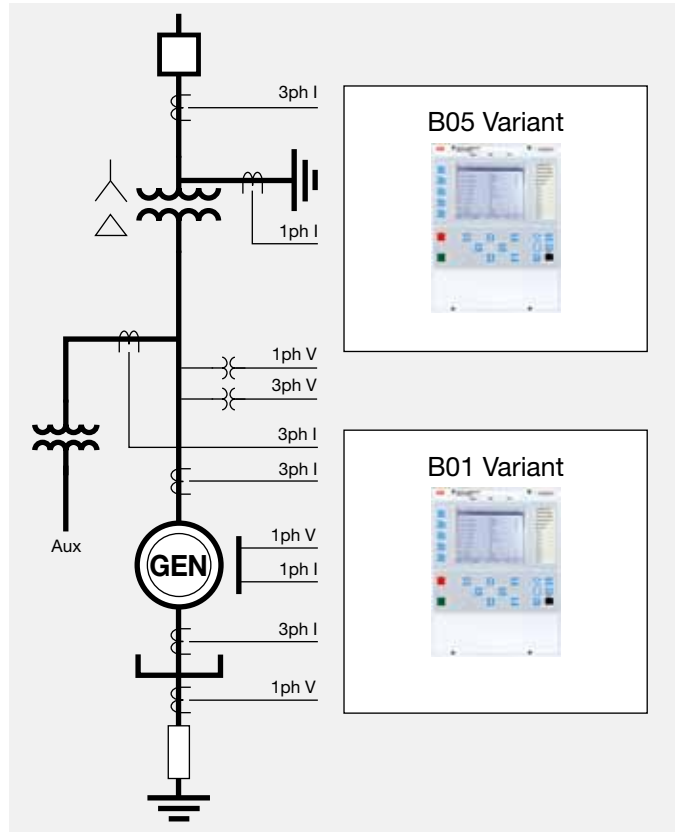 3ph I
B05 Variant
1ph I
1ph V
3ph V
3ph I
3ph I
B01 Variant
Aux
GEN
1ph V
1ph I
3ph I
1ph V